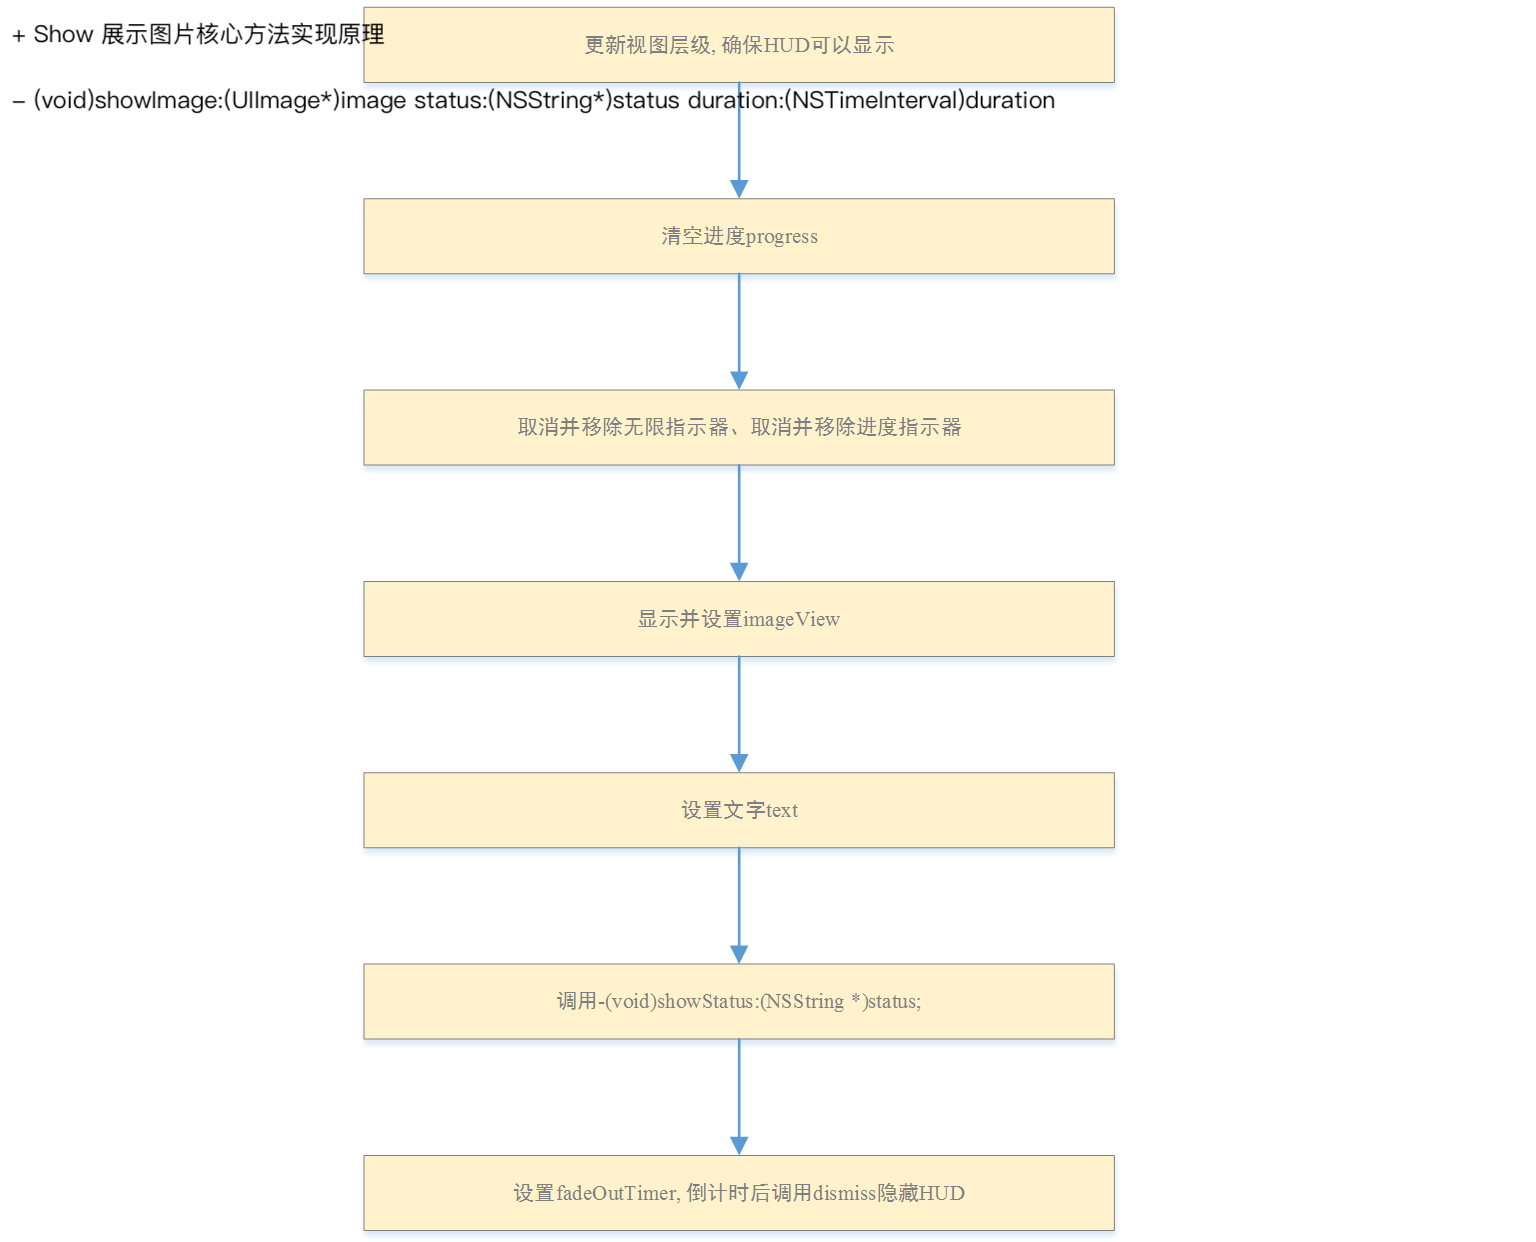 + Show 展示图片核心方法实现原理
更新视图层级, 确保HUD可以显示
– (void)showImage:(UIImage*)image status:(NSString*)status duration:(NSTimeInterval)duration
清空进度progress
取消并移除无限指示器、取消并移除进度指示器
显示并设置imageView
设置文字text
调用-(void)showStatus:(NSString *)status;
设置fadeOutTimer, 倒计时后调用dismiss隐藏HUD